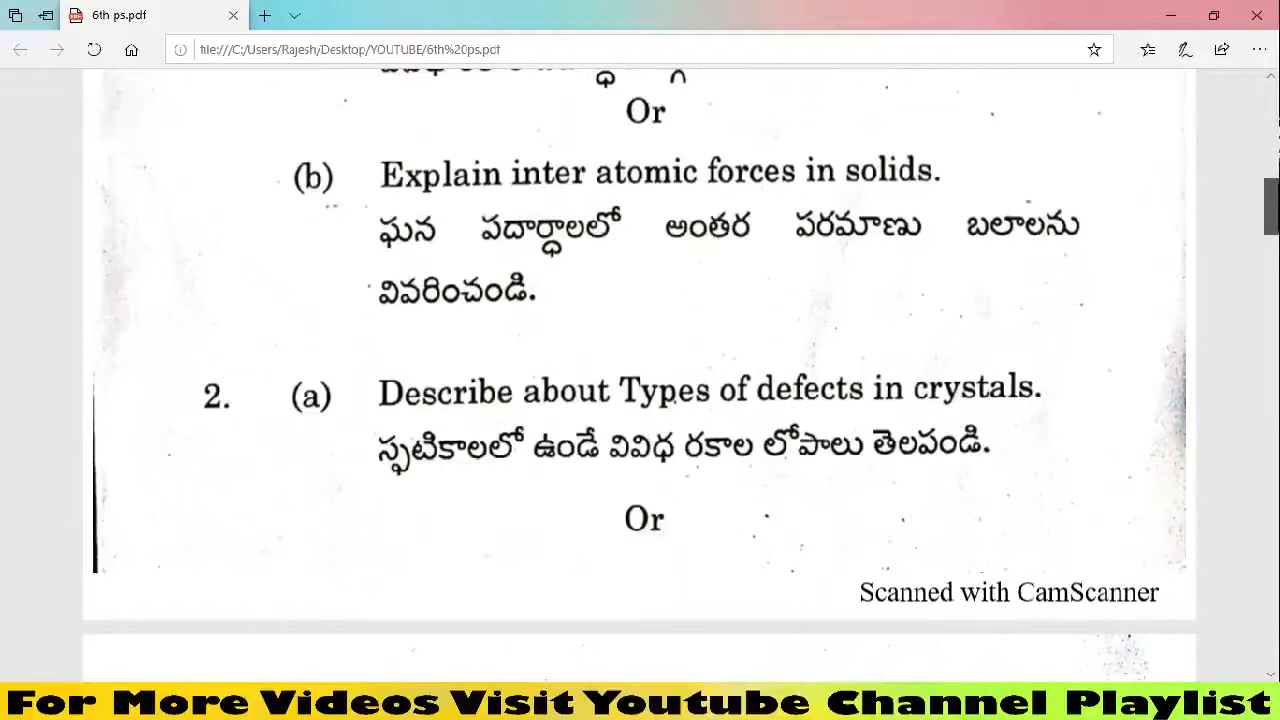 6th ps.pdf
file:///C:/Users/Rajesh/Desktop/YOUTUBE/6th%20ps.pdf
Or
(b) Explain inter atomic forces in solids.
ఘన పదార్ధాలలో అంతర పరమాణు బలాలను
వివరించండి.
2. (a) Describe about Types of defects in crystals.
స్ఫటికాలలో ఉండే వివిధ రకాల లోపాలు తెలపండి.
Or
Scanned with CamScanner
For More Videos Visit Youtube Channel Playlist